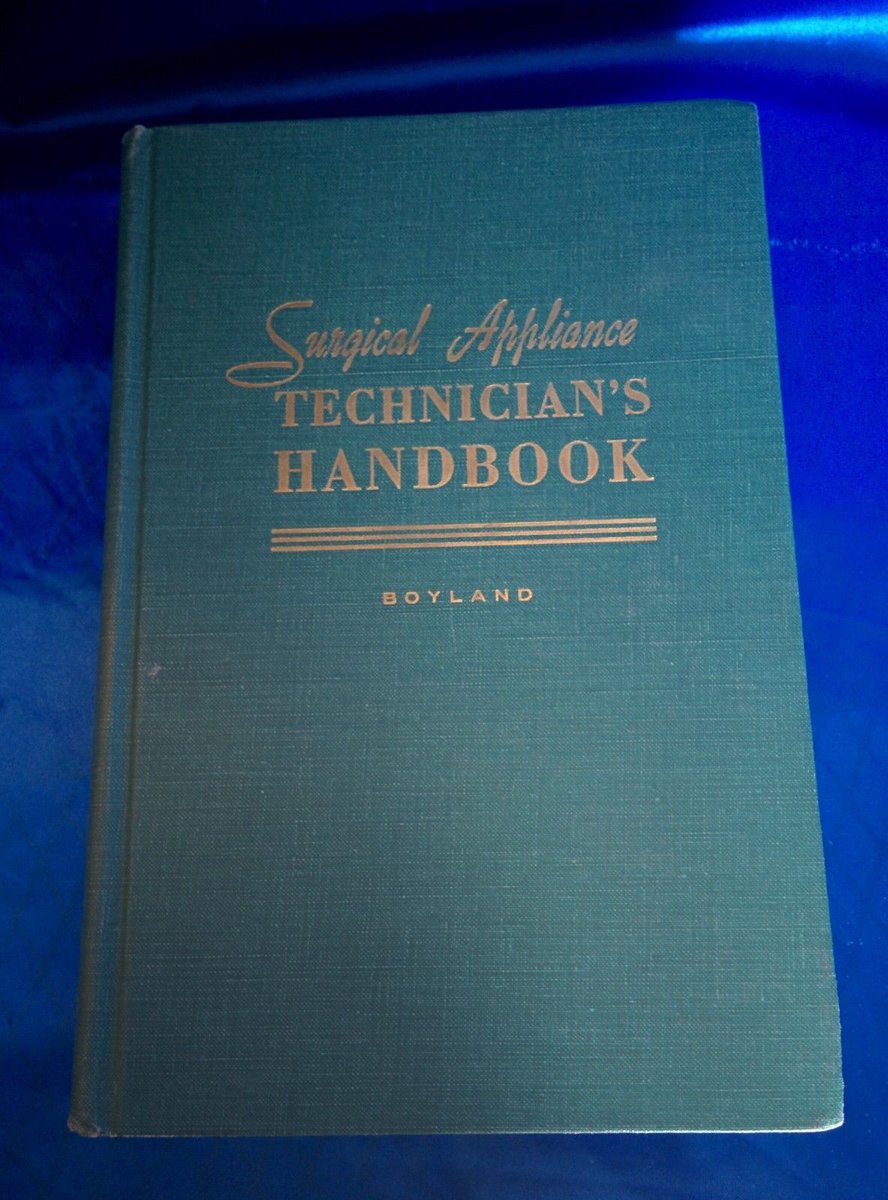 Surgical Appliance
TECHNICIAN'S
HANDBOOK
BOYLAND